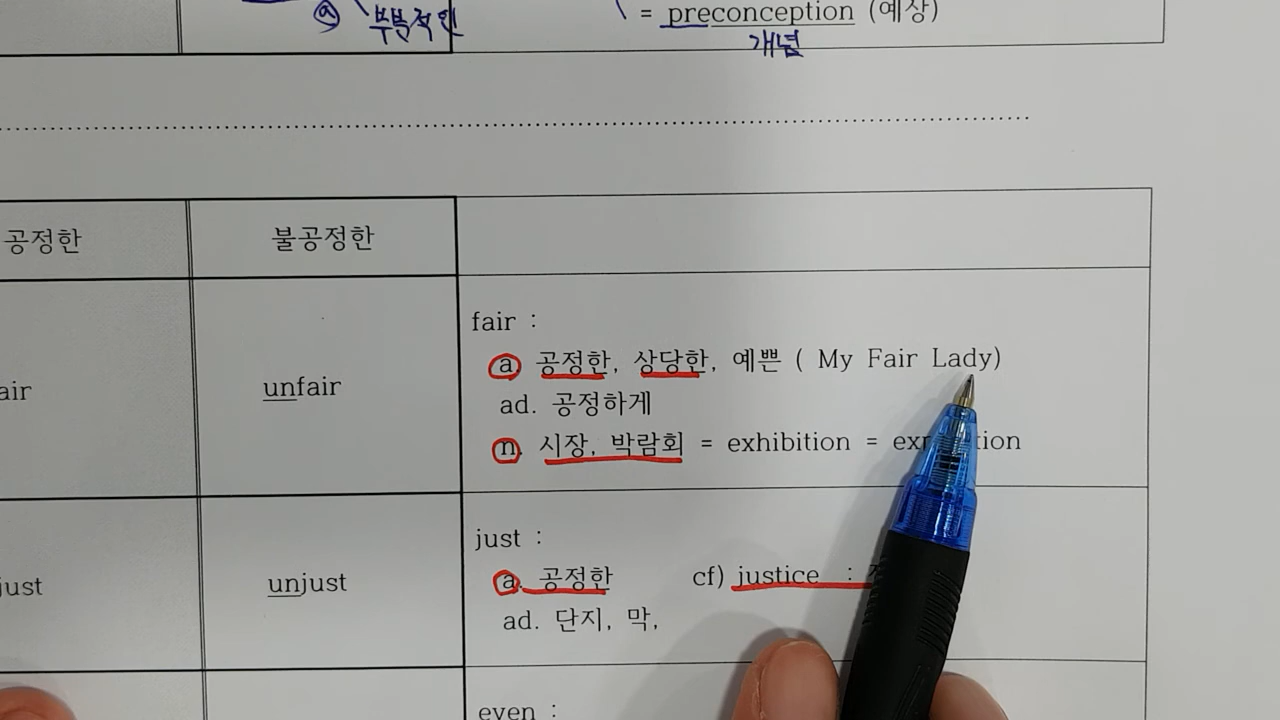 = preconception (예상)
ⓐ 부분적인
개념
공정한
불공정한
unfair
fair :
a 공정한, 상당한, 예쁜 ( My Fair Lady)
ad. 공정하게
n. 시장, 박람회 = exhibition =
just
unjust
just :
a. 공정한 cf) justice :
ad. 단지, 막,
even :